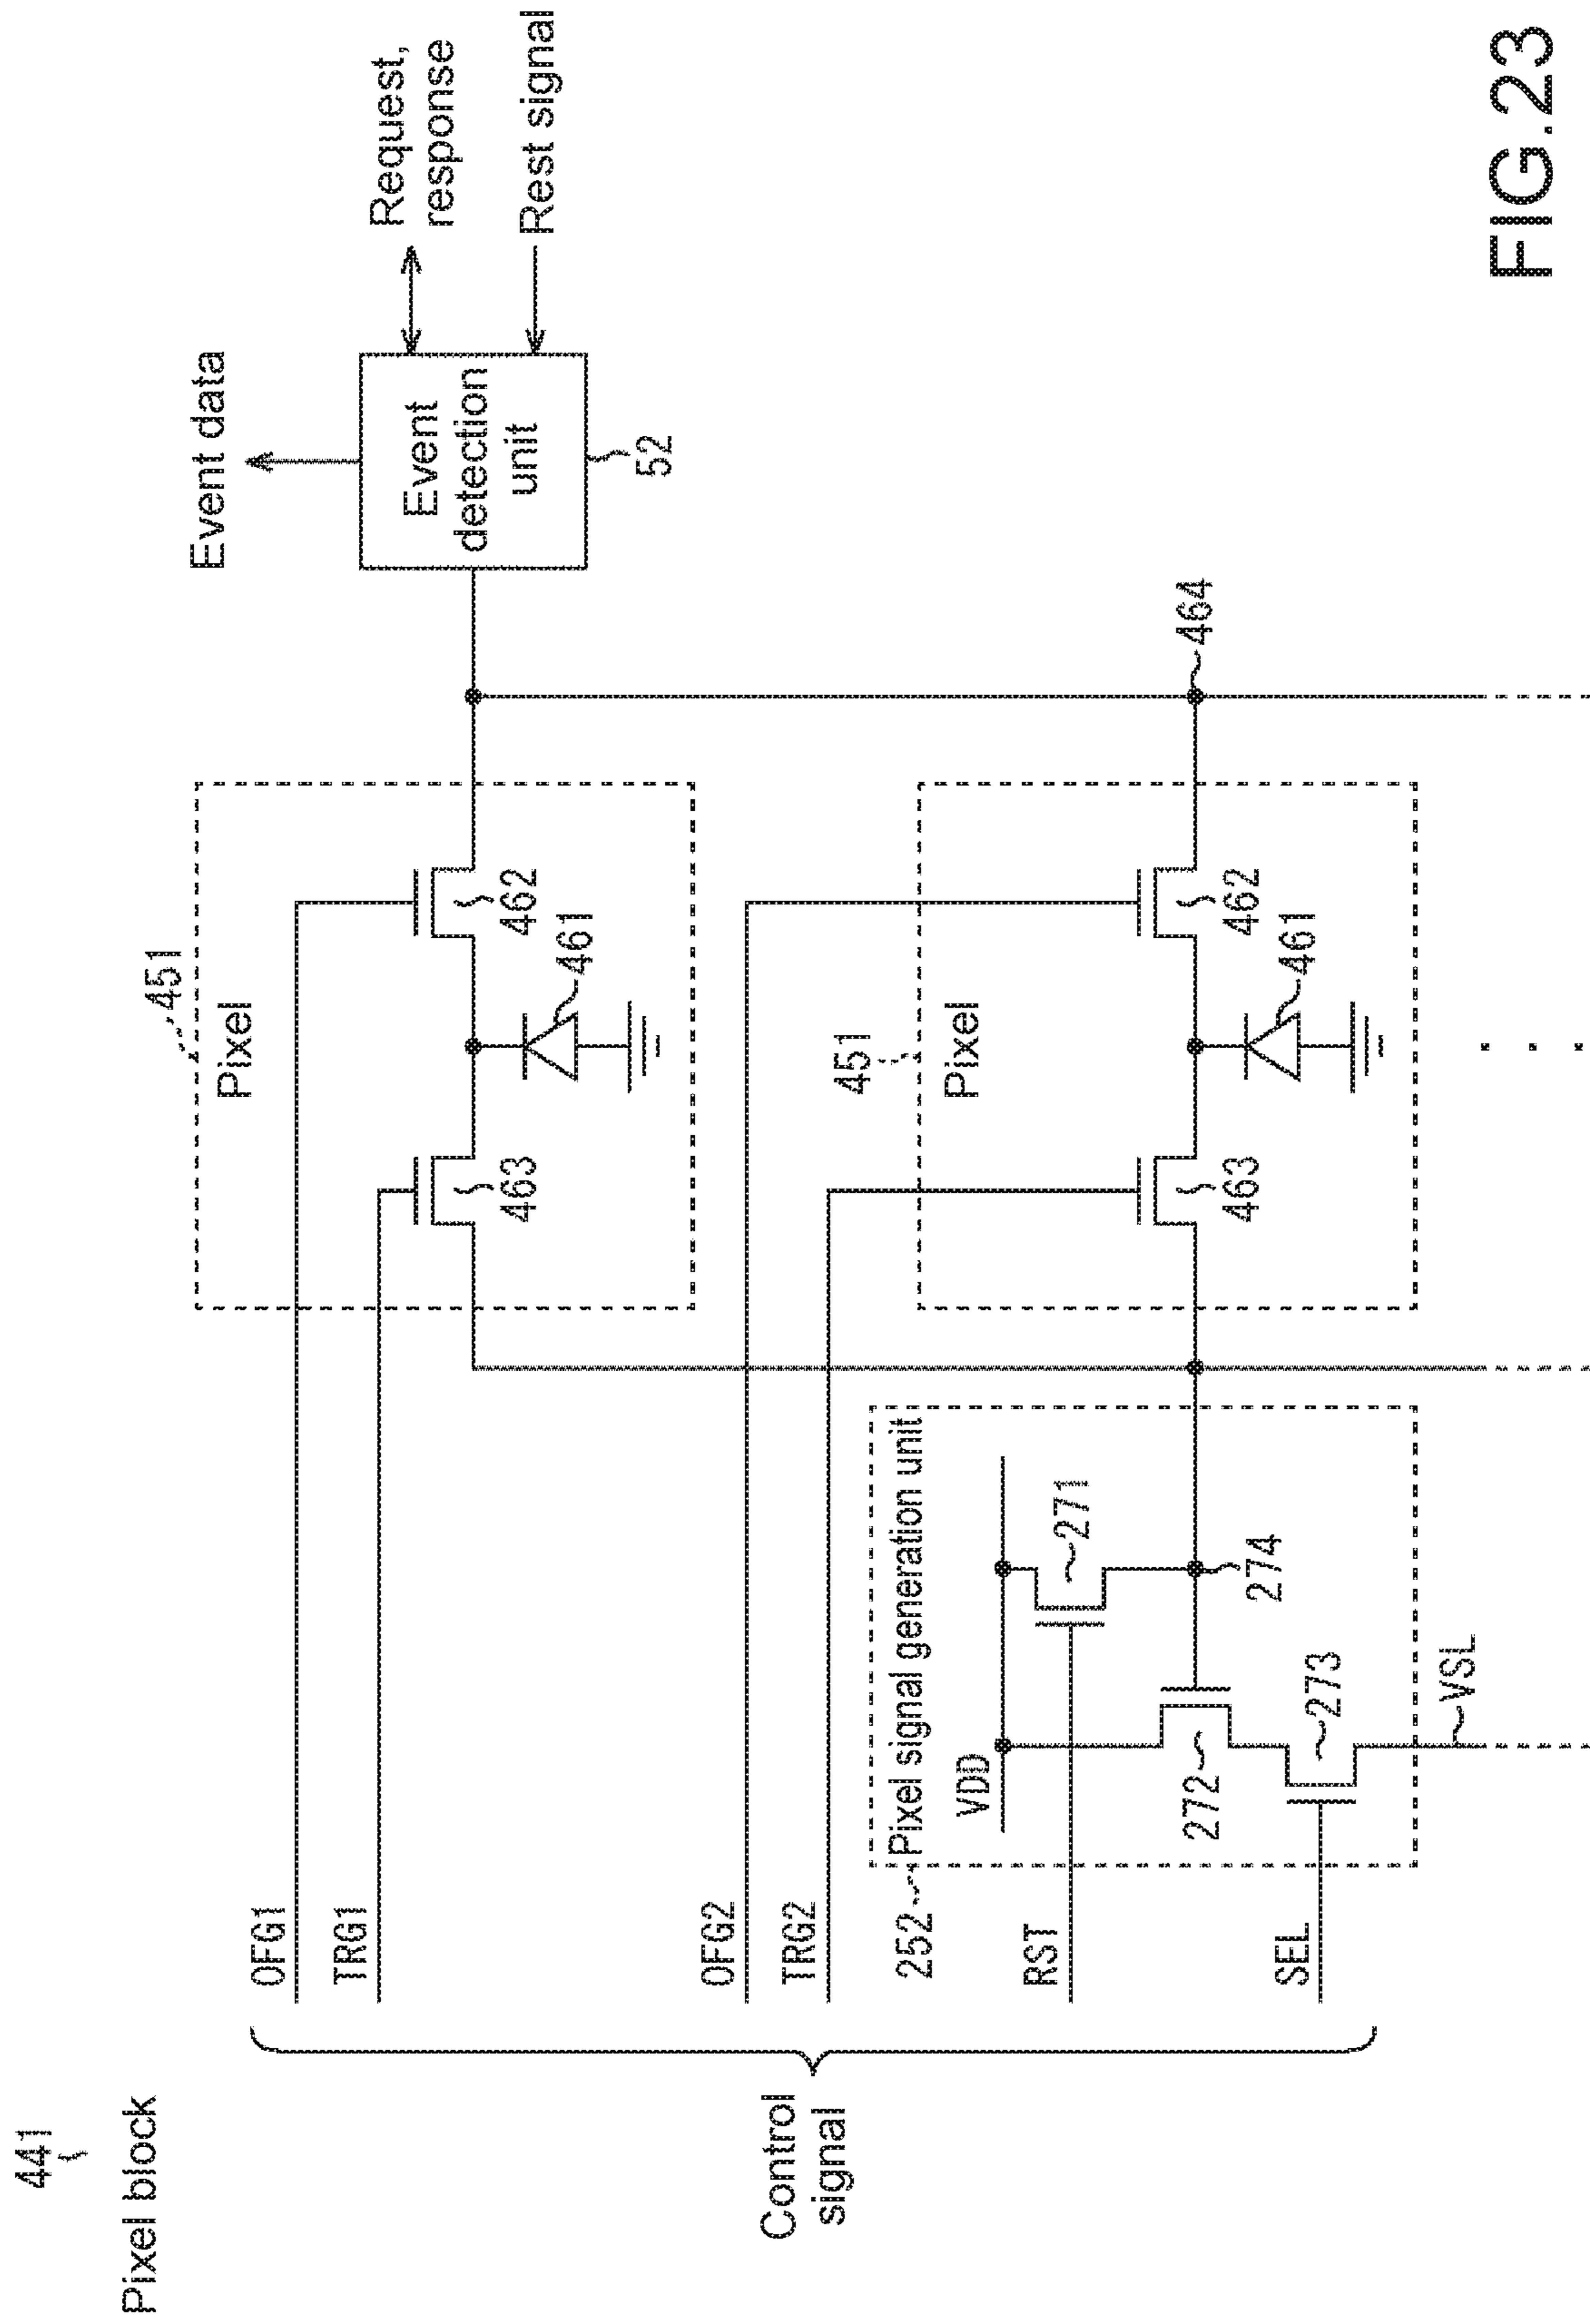 441
Pixel block
Event data
OFG1
451
Pixel
Request,
response
TRG1
463
462
461
Event
detection
unit
Rest signal
52
OFG2
TRG2
Control
signal
451
Pixel
252
Pixel signal generation unit
VDD
RST
271
463
462
461
464
272
274
SEL
273
VSL
FIG.23